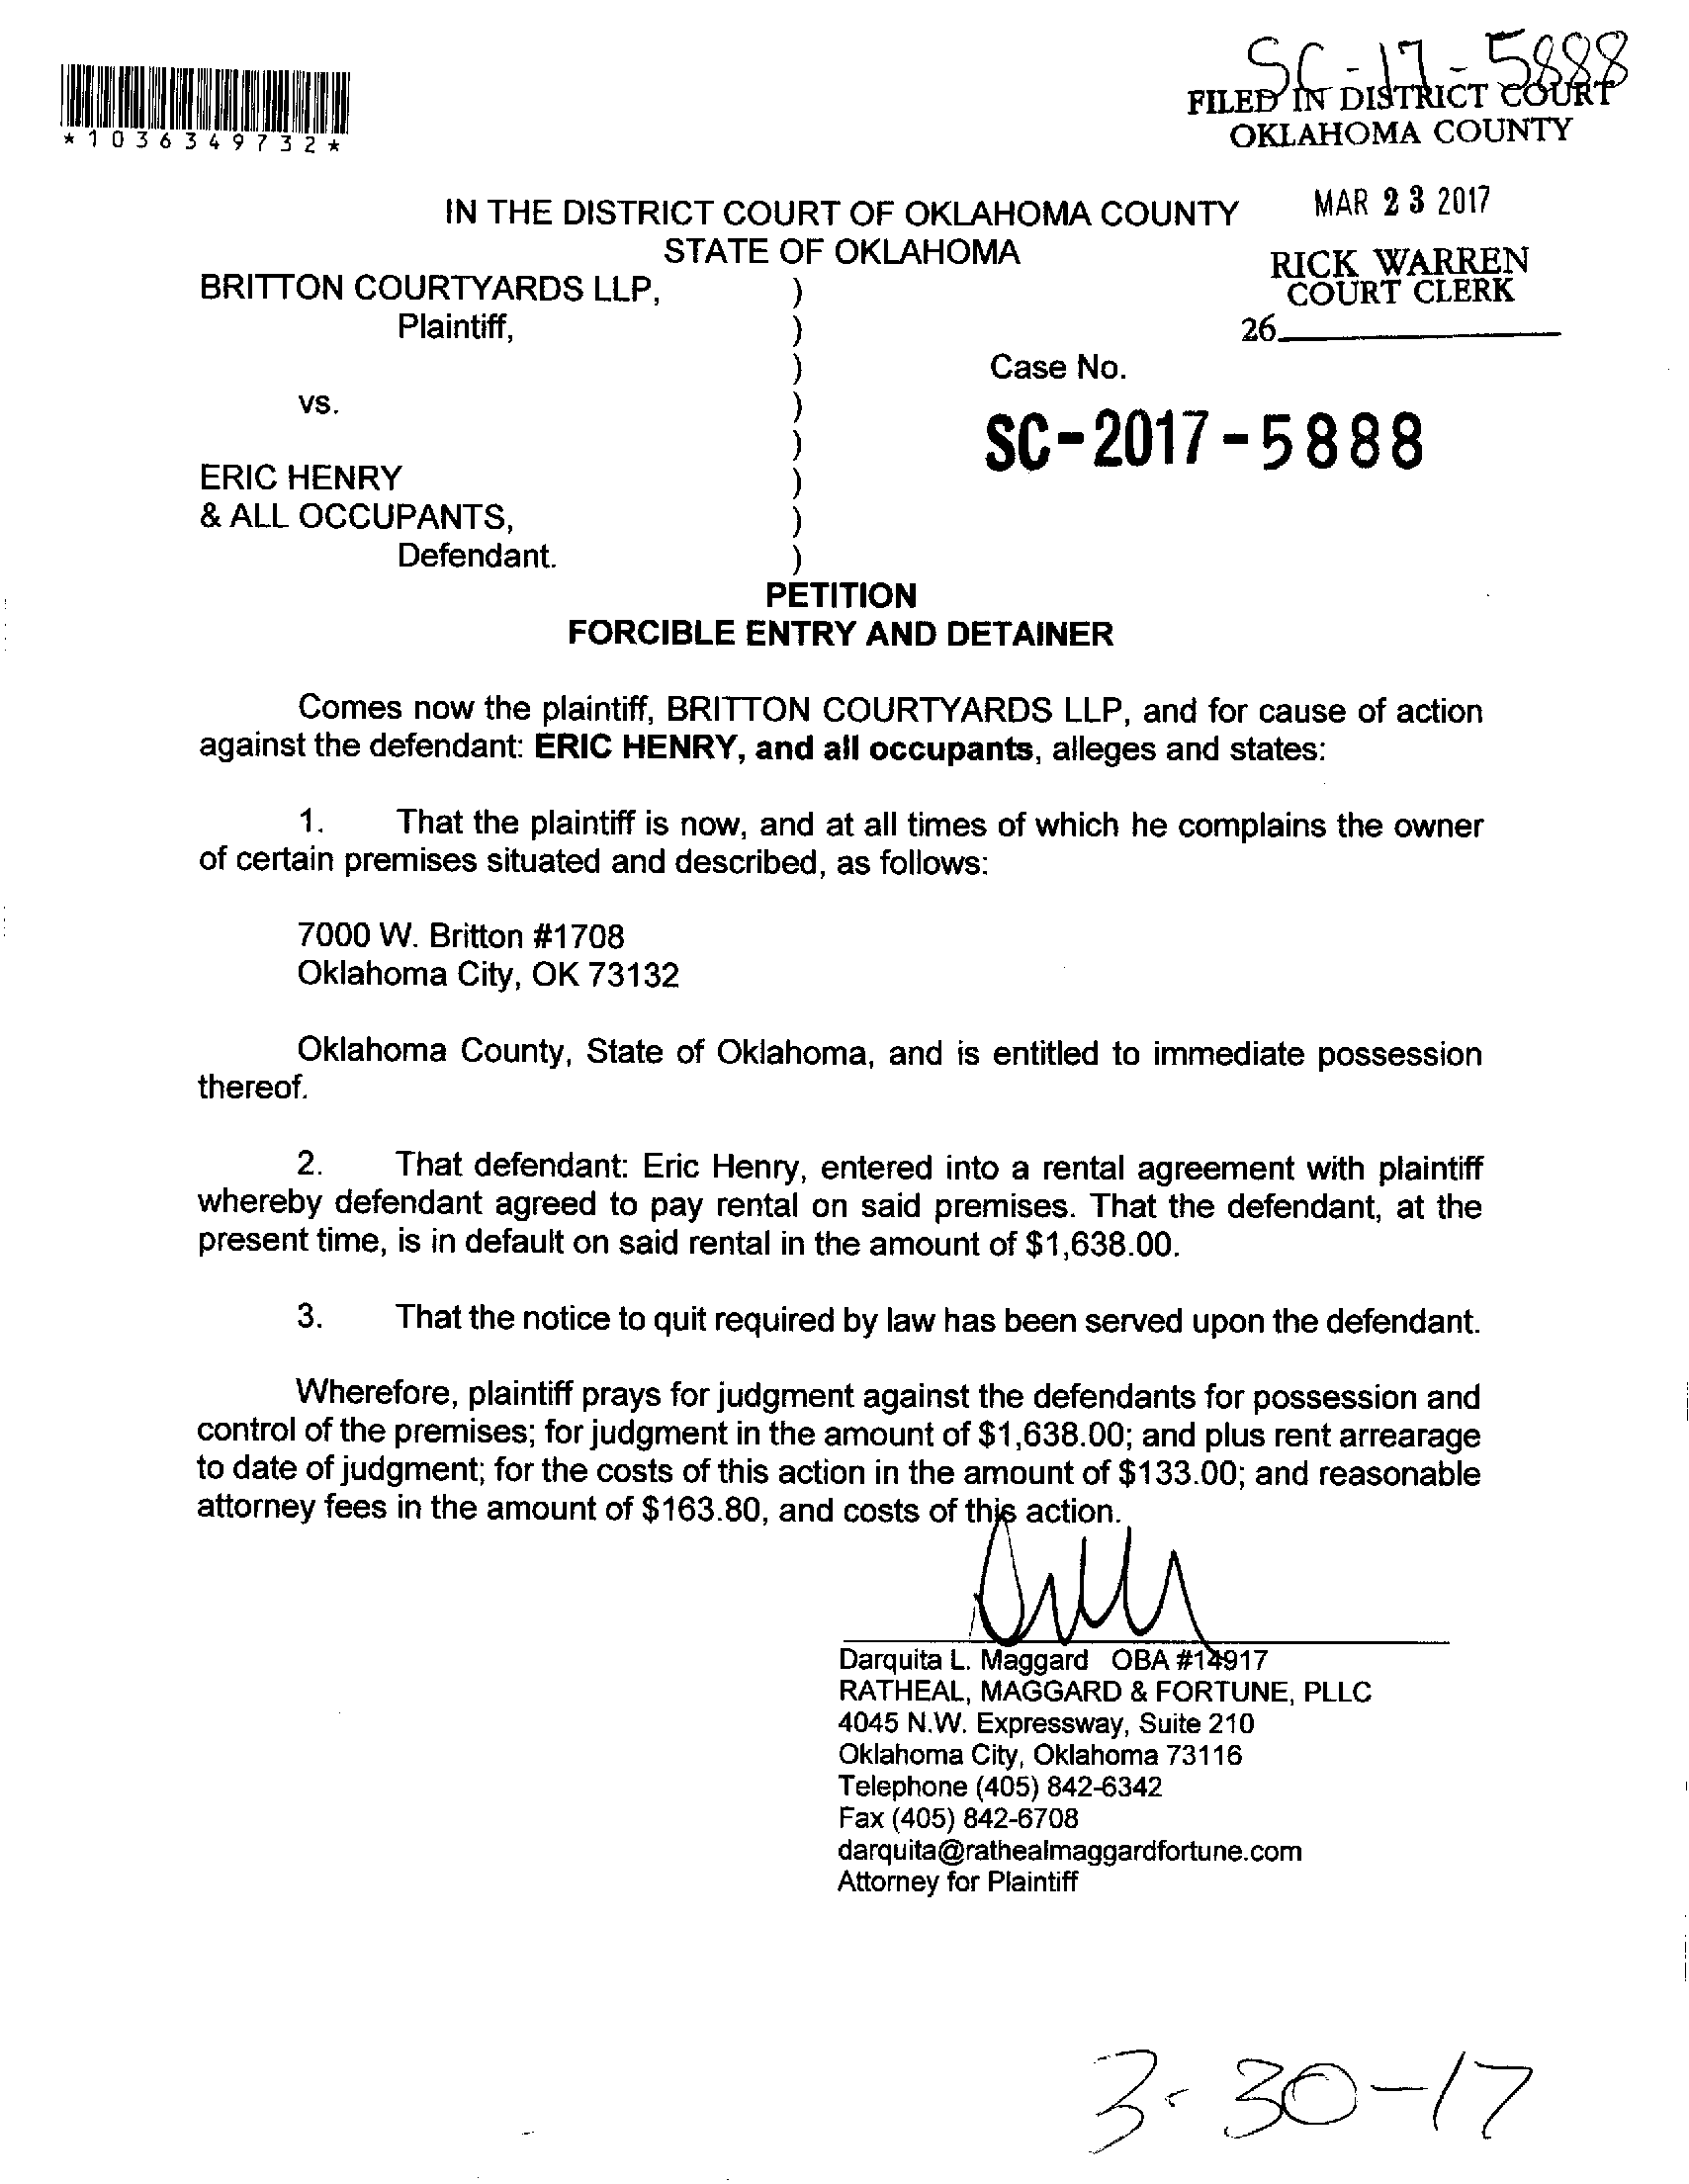 SC-17-5888
FILED IN DISTRICT COURT
OKLAHOMA COUNTY
*1036349732*
MAR 23 2017
IN THE DISTRICT COURT OF OKLAHOMA COUNTY
STATE OF OKLAHOMA
RICK WARREN
COURT CLERK
26
BRITTON COURTYARDS LLP, )
Plaintiff, )
) Case No.
vs. )
) SC-2017-5888
ERIC HENRY )
& ALL OCCUPANTS, )
Defendant. )
PETITION
FORCIBLE ENTRY AND DETAINER
Comes now the plaintiff, BRITTON COURTYARDS LLP, and for cause of action
against the defendant: ERIC HENRY, and all occupants, alleges and states:
1. That the plaintiff is now, and at all times of which he complains the owner
of certain premises situated and described, as follows:
7000 W. Britton #1708
Oklahoma City, OK 73132
Oklahoma County, State of Oklahoma, and is entitled to immediate possession
thereof.
2. That defendant: Eric Henry, entered into a rental agreement with plaintiff
whereby defendant agreed to pay rental on said premises. That the defendant, at the
present time, is in default on said rental in the amount of $1,638.00.
3. That the notice to quit required by law has been served upon the defendant.
Wherefore, plaintiff prays for judgment against the defendants for possession and
control of the premises; for judgment in the amount of $1,638.00; and plus rent arrearage
to date of judgment; for the costs of this action in the amount of $133.00; and reasonable
attorney fees in the amount of $163.80, and costs of this action.
Darquita L. Maggard OBA #14917
RATHEAL, MAGGARD & FORTUNE, PLLC
4045 N.W. Expressway, Suite 210
Oklahoma City, Oklahoma 73116
Telephone (405) 842-6342
Fax (405) 842-6708
darquita@rathealmaggardfortune.com
Attorney for Plaintiff
3-30-17